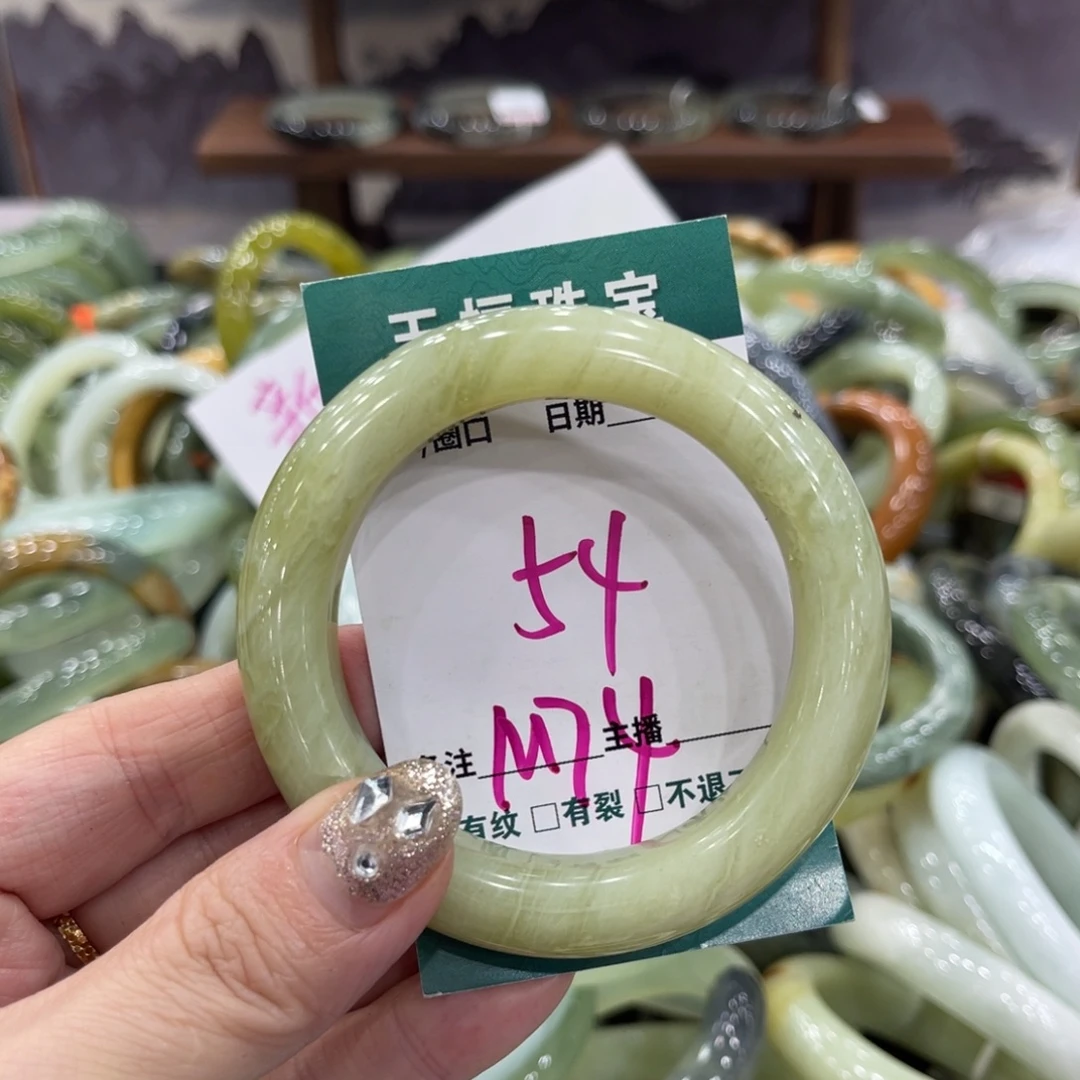 珠宝
圈口 日期
54
M74
注 主播
有纹 □有裂 □不退